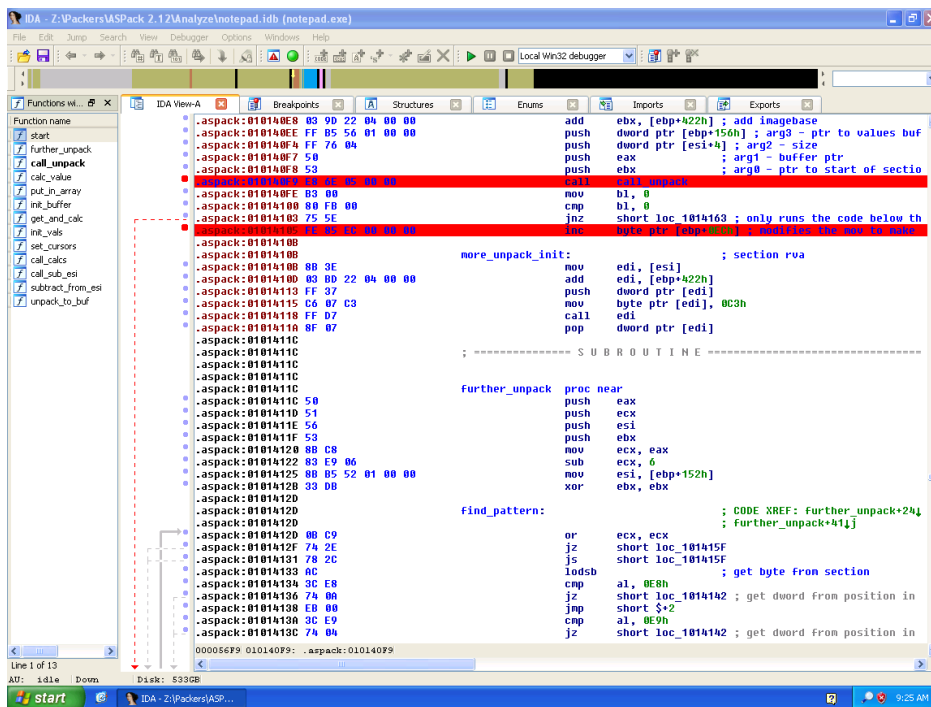 IDA - Z:\Packers\ASPack 2.12\Analyze\notepad.idb (notepad.exe)
File Edit Jump Search View Debugger Options Windows Help
Local Win32 debugger
Functions wi...
IDA View-A Breakpoints Structures Enums Imports Exports
Function name
start
further_unpack
call_unpack
calc_value
put_in_array
init_buffer
get_and_calc
init_vals
set_cursors
call_calcs
call_sub_esi
subtract_from_esi
unpack_to_buf
.aspack:010140E8 03 9D 22 04 00 00 add ebx, [ebp+422h] ; add imagebase
.aspack:010140EE FF B5 56 01 00 00 push dword ptr [ebp+156h] ; arg3 - ptr to values buf
.aspack:010140F4 FF 76 04 push dword ptr [esi+4] ; arg2 - size
.aspack:010140F7 50 push eax ; arg1 - buffer ptr
.aspack:010140F8 53 push ebx ; arg0 - ptr to start of sectio
.aspack:010140F9 E8 6E 05 00 00 call call_unpack
.aspack:010140FE B3 00 mov bl, 0
.aspack:01014100 80 FB 00 cmp bl, 0
.aspack:01014103 75 5E jnz short loc_1014163 ; only runs the code below th
.aspack:01014105 FE 85 EC 00 00 00 inc byte ptr [ebp+0ECh] ; modifies the mov to make
.aspack:0101410B
.aspack:0101410B more_unpack_init: ; section rva
.aspack:0101410B 8B 3E mov edi, [esi]
.aspack:0101410D 03 BD 22 04 00 00 add edi, [ebp+422h]
.aspack:01014113 FF 37 push dword ptr [edi]
.aspack:01014115 C6 07 C3 mov byte ptr [edi], 0C3h
.aspack:01014118 FF D7 call edi
.aspack:0101411A 8F 07 pop dword ptr [edi]
.aspack:0101411C
.aspack:0101411C ; =============== S U B R O U T I N E =================================
.aspack:0101411C
.aspack:0101411C
.aspack:0101411C further_unpack proc near
.aspack:0101411C 50 push eax
.aspack:0101411D 51 push ecx
.aspack:0101411E 56 push esi
.aspack:0101411F 53 push ebx
.aspack:01014120 8B C8 mov ecx, eax
.aspack:01014122 83 E9 06 sub ecx, 6
.aspack:01014125 8B B5 52 01 00 00 mov esi, [ebp+152h]
.aspack:0101412B 33 DB xor ebx, ebx
.aspack:0101412D
.aspack:0101412D find_pattern: ; CODE XREF: further_unpack+24↓
.aspack:0101412D ; further_unpack+41↓j
.aspack:0101412D 0B C9 or ecx, ecx
.aspack:0101412F 74 2E jz short loc_101415F
.aspack:01014131 78 2C js short loc_101415F
.aspack:01014133 AC lodsb ; get byte from section
.aspack:01014134 3C E8 cmp al, 0E8h
.aspack:01014136 74 0A jz short loc_1014142 ; get dword from position in
.aspack:01014138 EB 00 jmp short $+2
.aspack:0101413A 3C E9 cmp al, 0E9h
.aspack:0101413C 74 04 jz short loc_1014142 ; get dword from position in
000056F9 010140F9: .aspack:010140F9
Line 1 of 13
AU: idle Down Disk: 533GB
start IDA - Z:\Packers\ASP... 9:25 AM